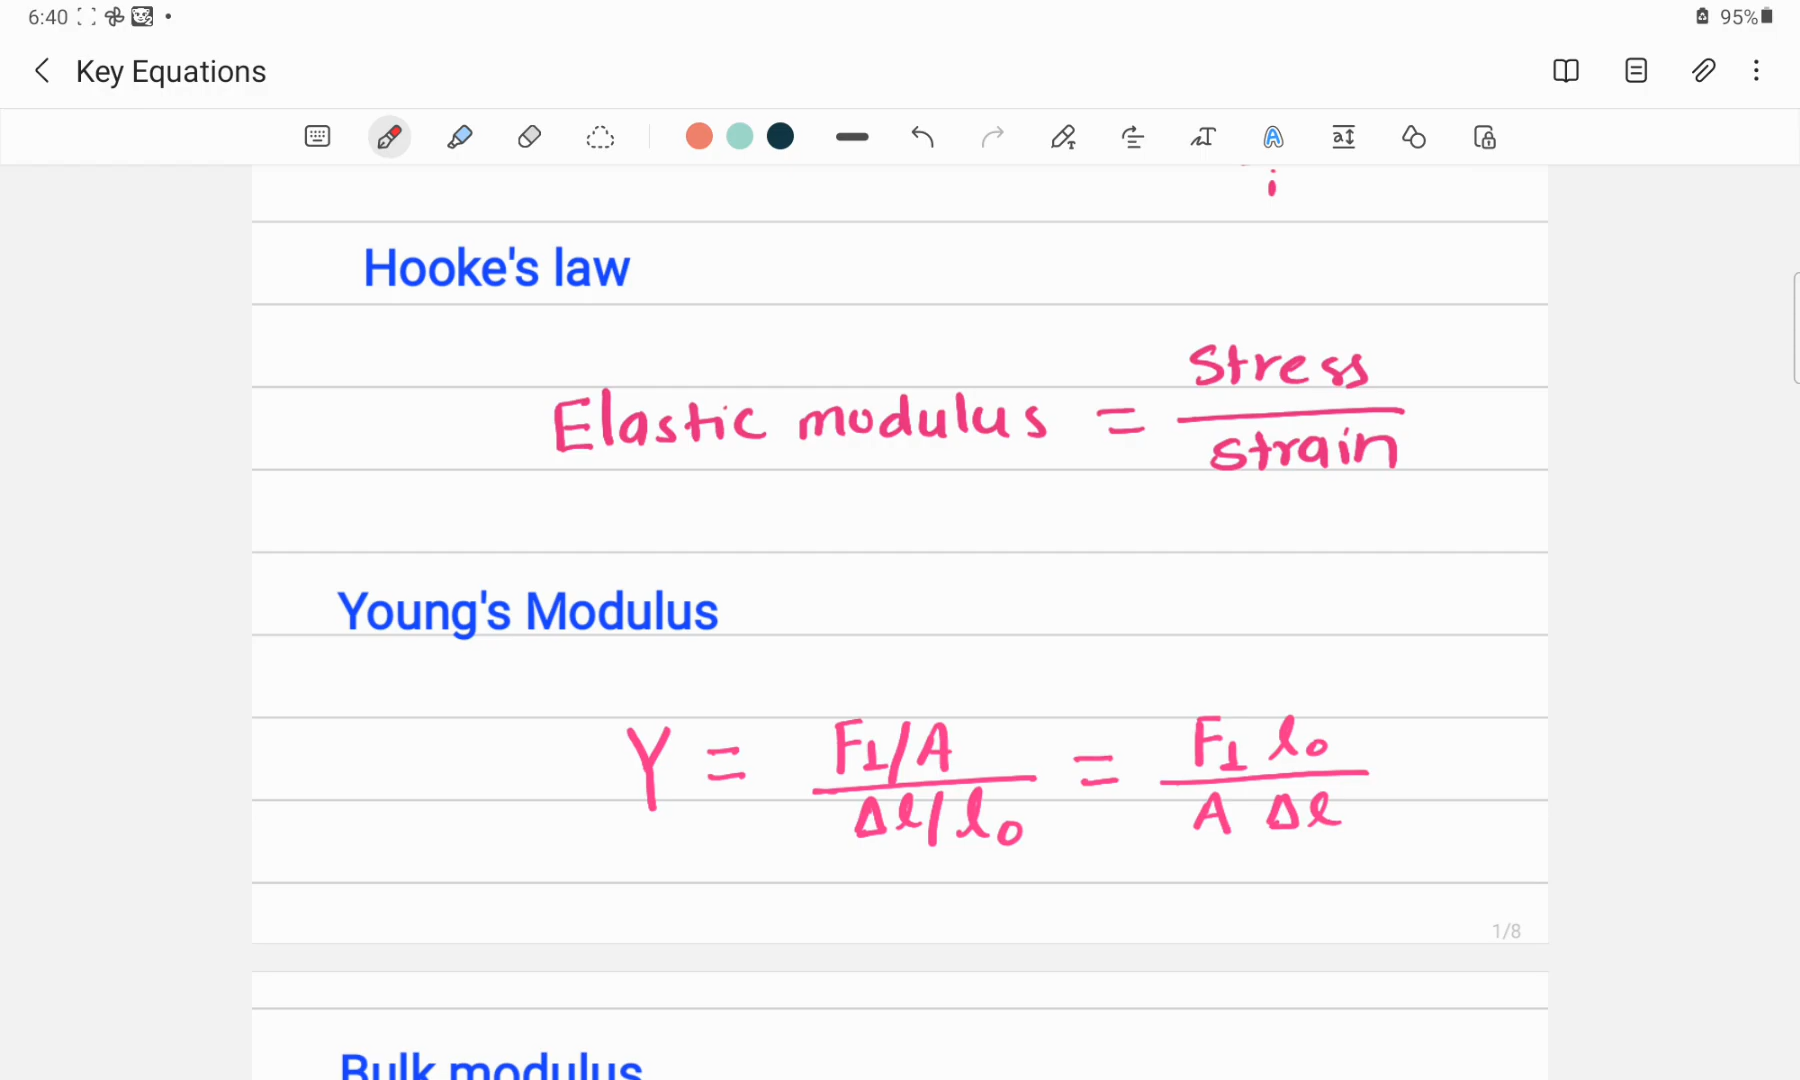 6:40
95%
Key Equations
i
Hooke's law
Elastic modulus = Stress / strain
Young's Modulus
Y = F⊥/A / Δl/l₀ = F⊥ l₀ / A Δl
1/8
Bulk modulus